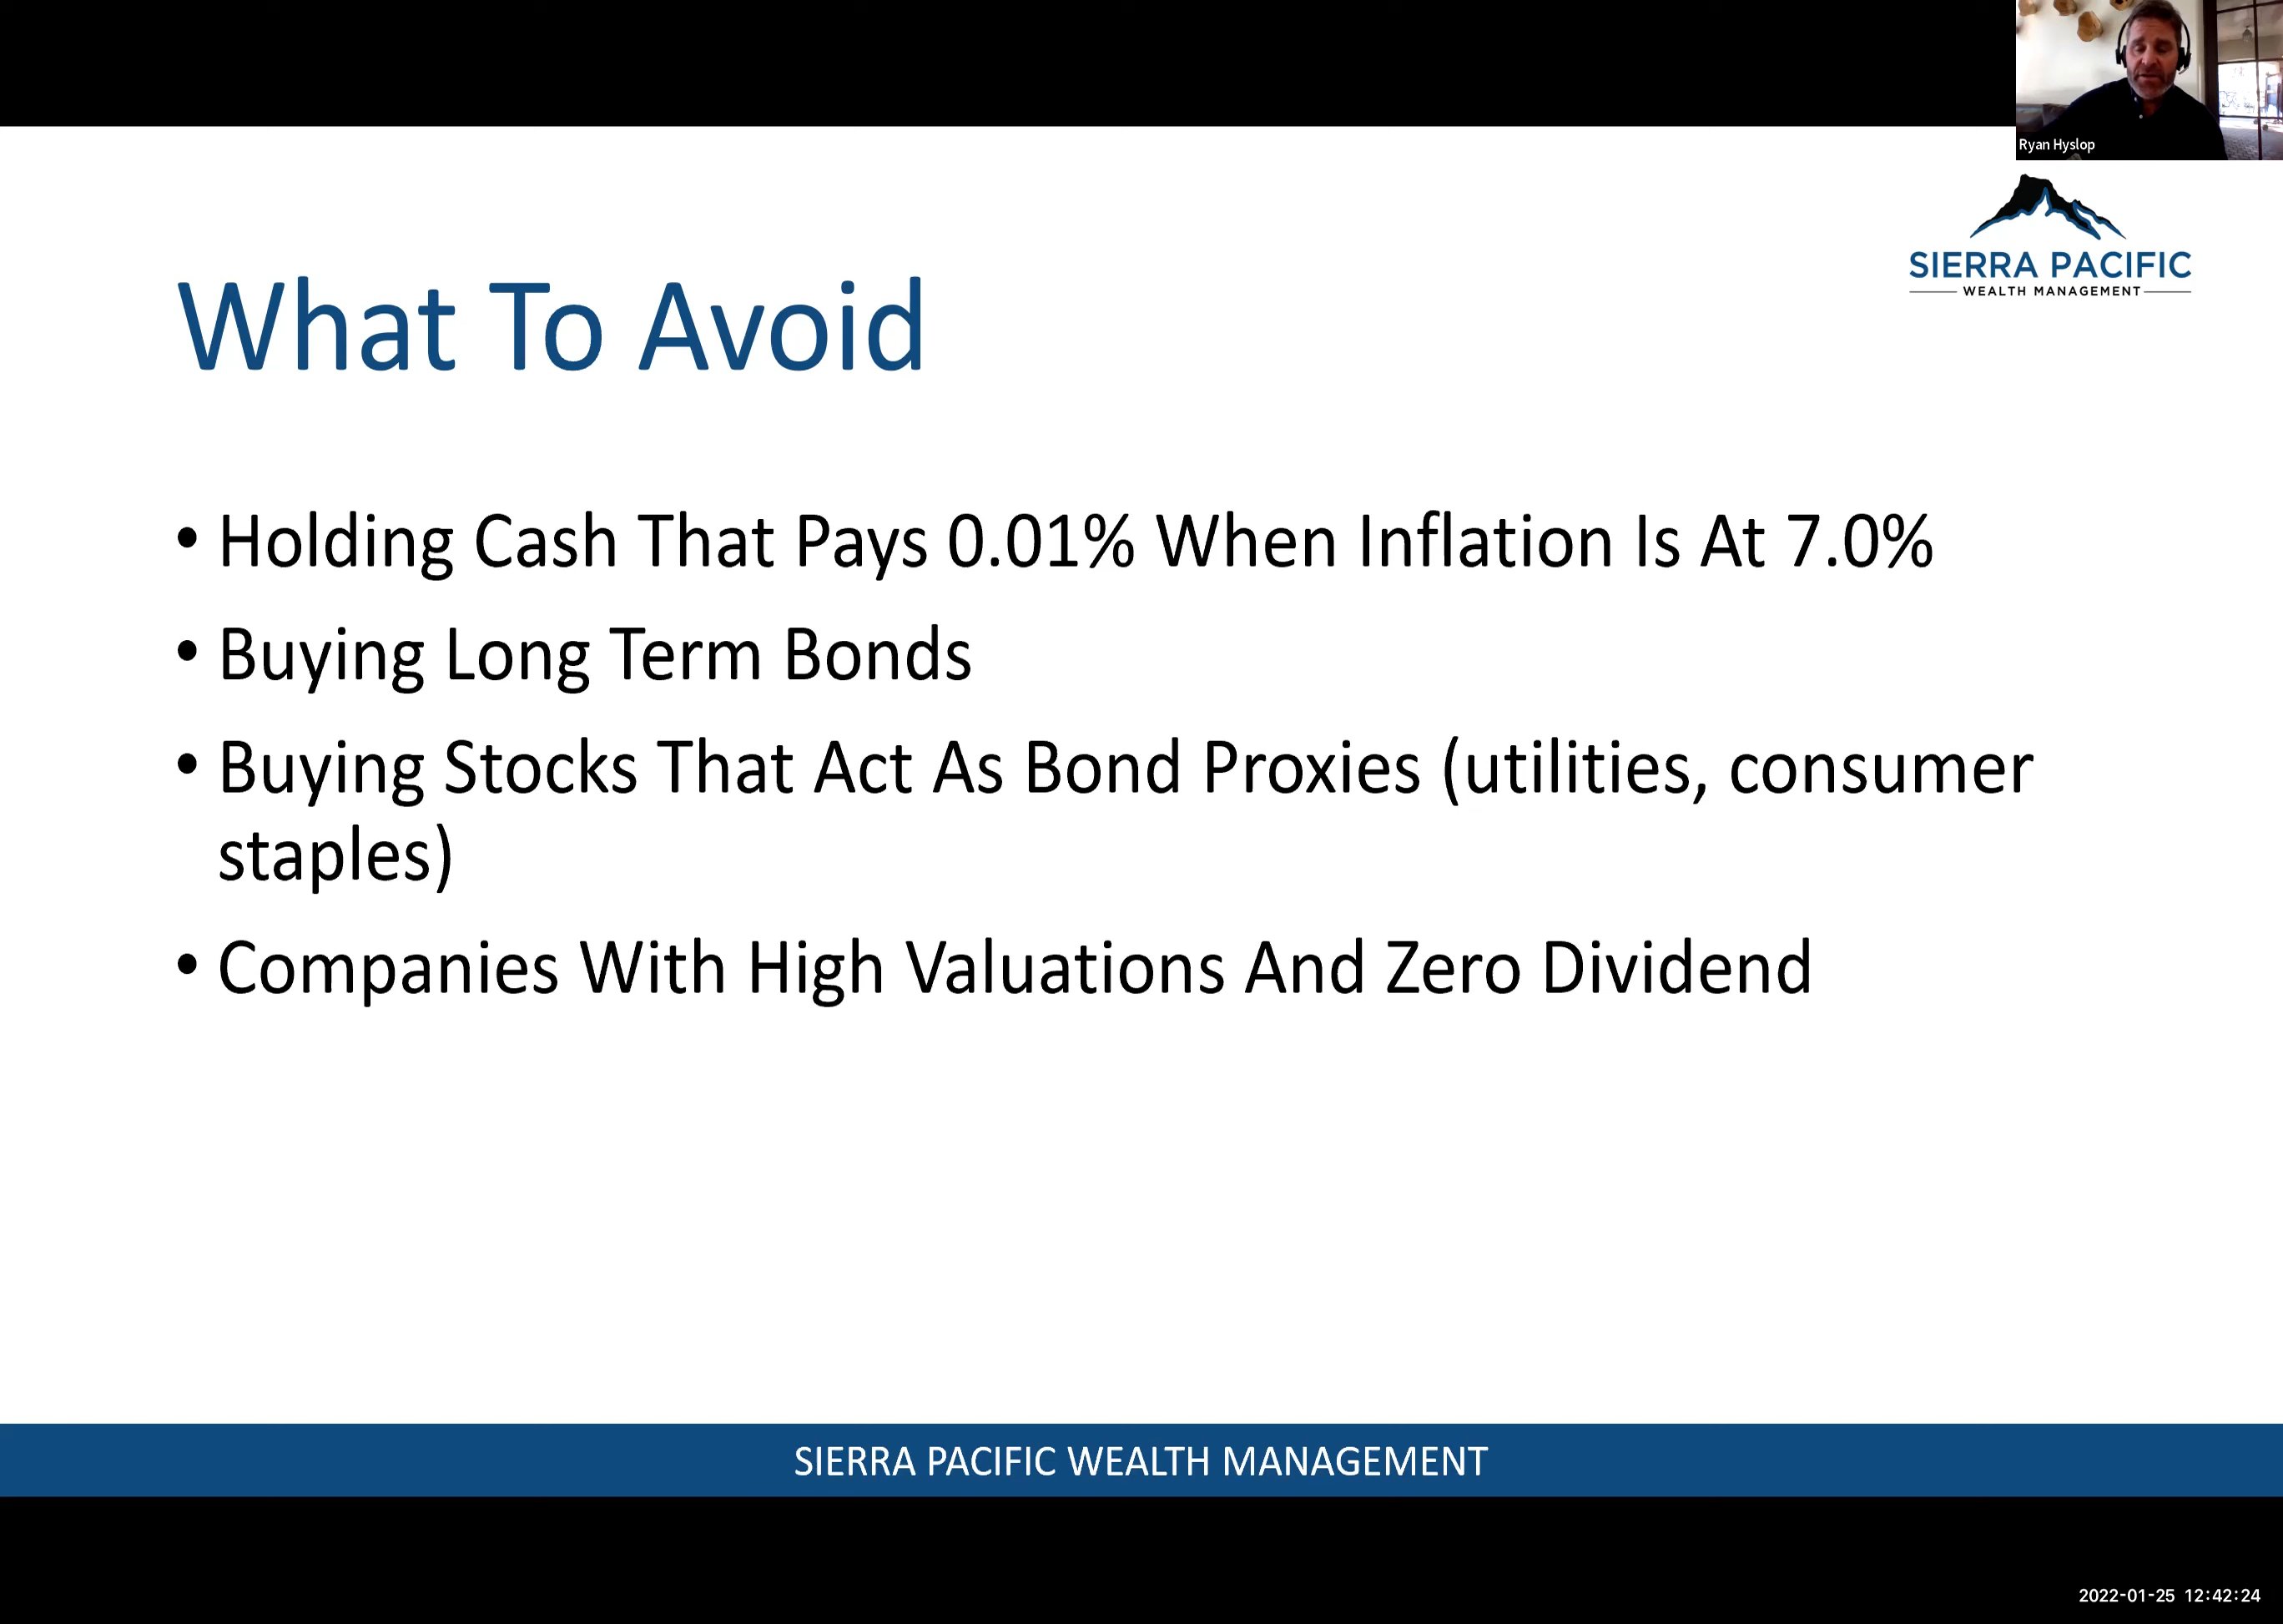 Ryan Hyslop
SIERRA PACIFIC
WEALTH MANAGEMENT
What To Avoid
• Holding Cash That Pays 0.01% When Inflation Is At 7.0%
• Buying Long Term Bonds
• Buying Stocks That Act As Bond Proxies (utilities, consumer
staples)
• Companies With High Valuations And Zero Dividend
SIERRA PACIFIC WEALTH MANAGEMENT
2022-01-25 12:42:24